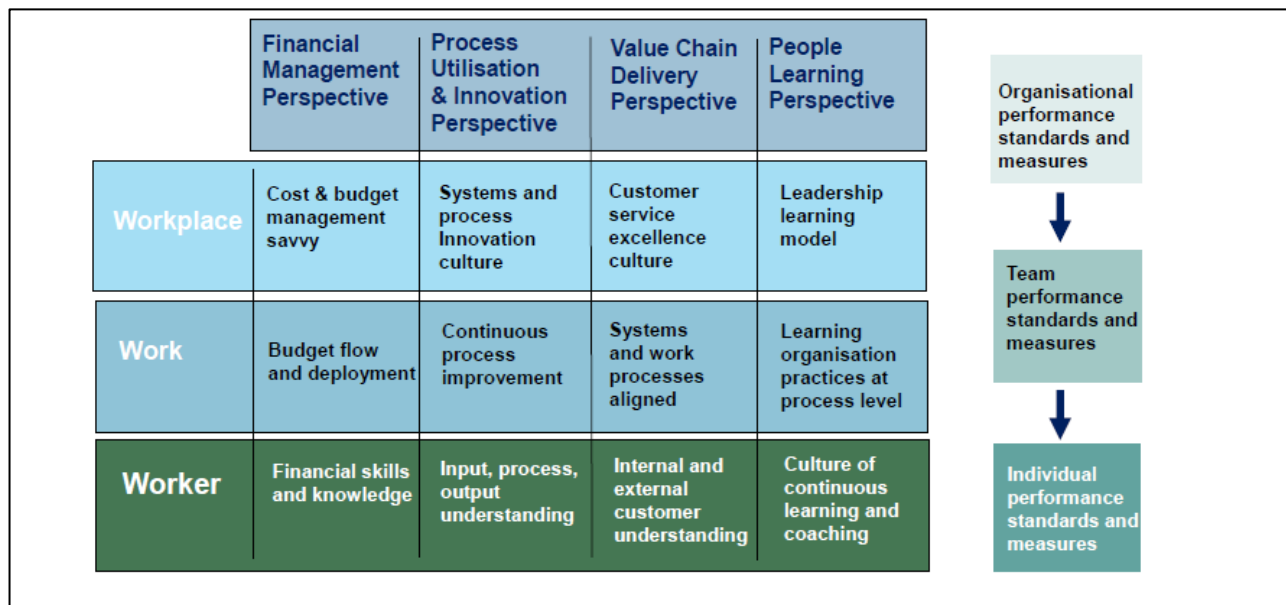 Financial
Management
Perspective
Process
Utilisation
& Innovation
Perspective
Value Chain
Delivery
Perspective
People
Learning
Perspective
Workplace
Cost & budget
management
savvy
Systems and
process
Innovation
culture
Customer
service
excellence
culture
Leadership
learning
model
Work
Budget flow
and deployment
Continuous
process
improvement
Systems
and work
processes
aligned
Learning
organisation
practices at
process level
Worker
Financial skills
and knowledge
Input, process,
output
understanding
Internal and
external
customer
understanding
Culture of
continuous
learning and
coaching
Organisational
performance
standards and
measures
Team
performance
standards and
measures
Individual
performance
standards and
measures